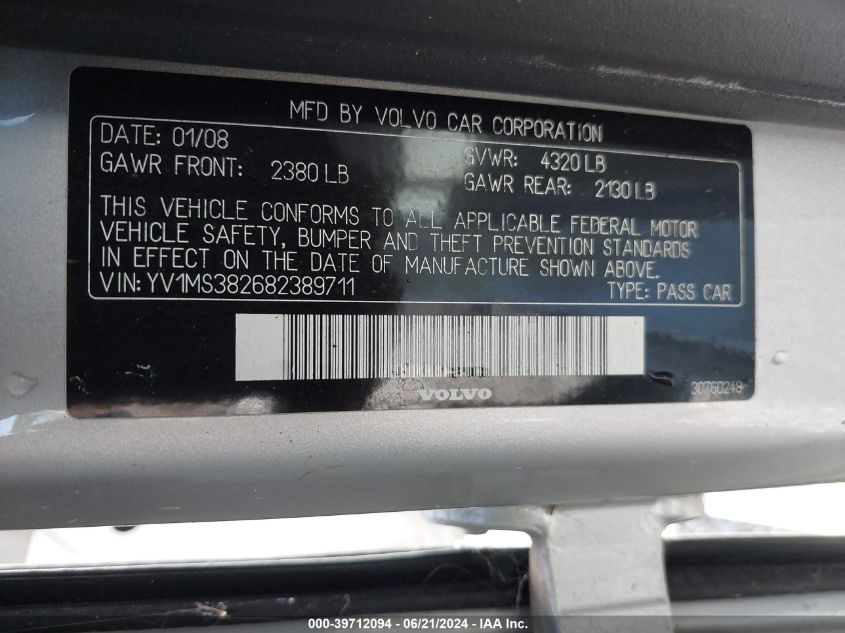 MFD BY VOLVO CAR CORPORATION
DATE: 01/08 GVWR: 4320 LB
GAWR FRONT: 2380 LB GAWR REAR: 2130 LB
THIS VEHICLE CONFORMS TO ALL APPLICABLE FEDERAL MOTOR
VEHICLE SAFETY, BUMPER AND THEFT PREVENTION STANDARDS
IN EFFECT ON THE DATE OF MANUFACTURE SHOWN ABOVE.
VIN: YV1MS382682389711 TYPE: PASS CAR
VOLVO
30760249
000-39712094 - 06/21/2024 - IAA Inc.